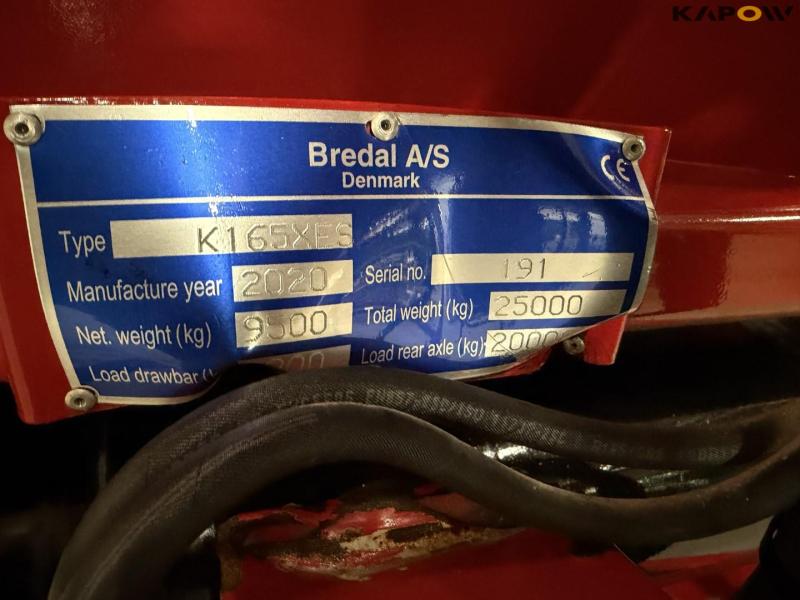 KAPOW
Bredal A/S
Denmark
CE
Type K165XES
Manufacture year 2020 Serial no. 191
Net. weight (kg) 9500 Total weight (kg) 25000
Load drawbar Load rear axle (kg)